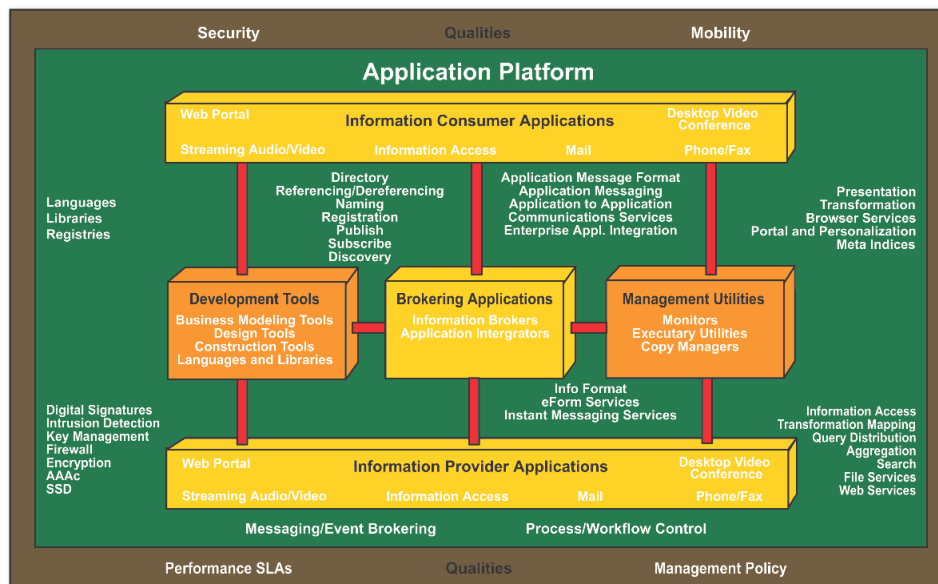 Security Qualities Mobility
Application Platform
Web Portal
Information Consumer Applications
Desktop Video
Conference
Streaming Audio/Video Information Access Mail Phone/Fax
Languages
Libraries
Registries
Directory
Referencing/Dereferencing
Naming
Registration
Publish
Subscribe
Discovery
Application Message Format
Application Messaging
Application to Application
Communications Services
Enterprise Appl. Integration
Presentation
Transformation
Browser Services
Portal and Personalization
Meta Indices
Development Tools
Business Modeling Tools
Design Tools
Construction Tools
Languages and Libraries
Brokering Applications
Information Brokers
Application Intergrators
Management Utilities
Monitors
Executary Utilities
Copy Managers
Info Format
eForm Services
Instant Messaging Services
Digital Signatures
Intrusion Detection
Key Management
Firewall
Encryption
AAAc
SSD
Information Access
Transformation Mapping
Query Distribution
Aggregation
Search
File Services
Web Services
Web Portal
Information Provider Applications
Desktop Video
Conference
Streaming Audio/Video Information Access Mail Phone/Fax
Messaging/Event Brokering Process/Workflow Control
Performance SLAs Qualities Management Policy